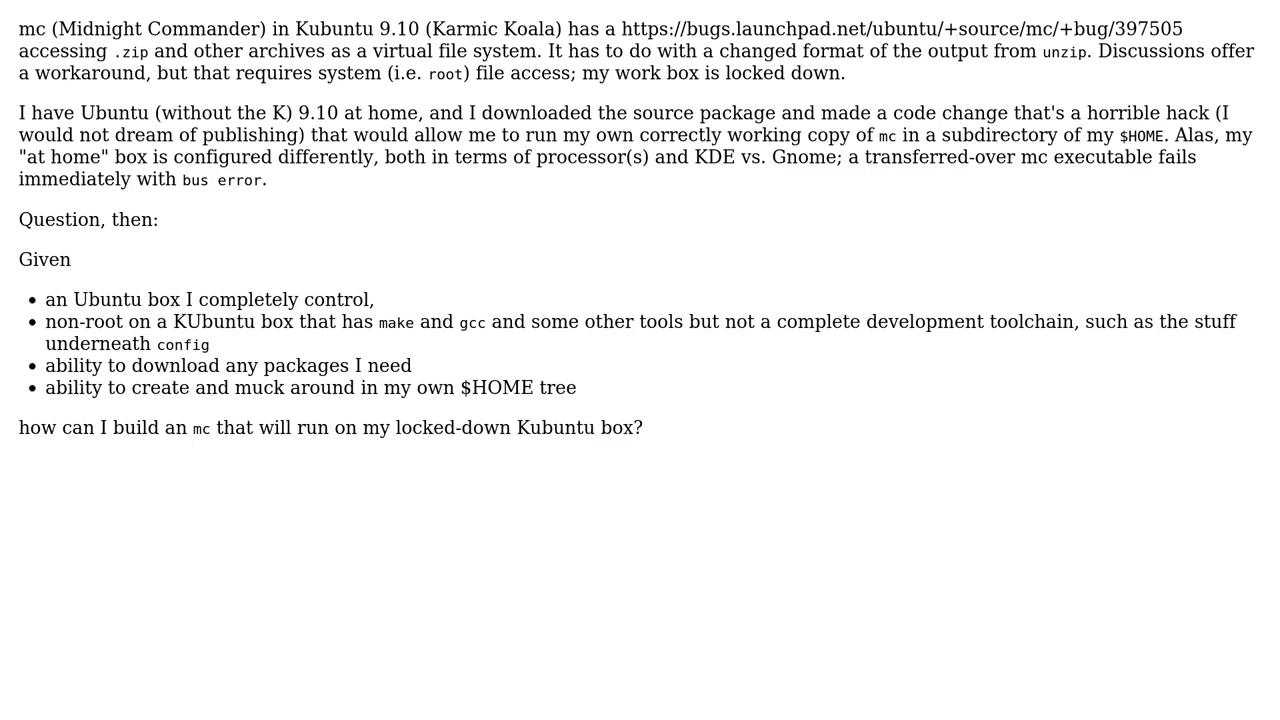 mc (Midnight Commander) in Kubuntu 9.10 (Karmic Koala) has a https://bugs.launchpad.net/ubuntu/+source/mc/+bug/397505
accessing .zip and other archives as a virtual file system. It has to do with a changed format of the output from unzip. Discussions offer
a workaround, but that requires system (i.e. root) file access; my work box is locked down.
I have Ubuntu (without the K) 9.10 at home, and I downloaded the source package and made a code change that's a horrible hack (I
would not dream of publishing) that would allow me to run my own correctly working copy of mc in a subdirectory of my $HOME. Alas, my
"at home" box is configured differently, both in terms of processor(s) and KDE vs. Gnome; a transferred-over mc executable fails
immediately with bus error.
Question, then:
Given
• an Ubuntu box I completely control,
• non-root on a KUbuntu box that has make and gcc and some other tools but not a complete development toolchain, such as the stuff
underneath config
• ability to download any packages I need
• ability to create and muck around in my own $HOME tree
how can I build an mc that will run on my locked-down Kubuntu box?